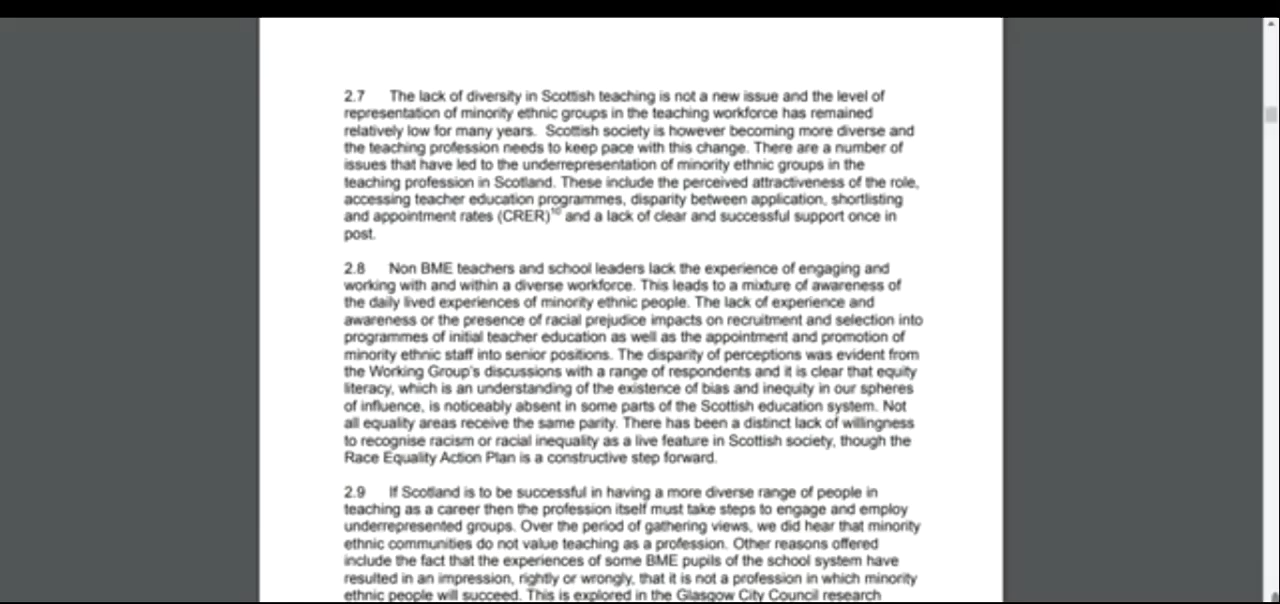 2.7 The lack of diversity in Scottish teaching is not a new issue and the level of
representation of minority ethnic groups in the teaching workforce has remained
relatively low for many years. Scottish society is however becoming more diverse and
the teaching profession needs to keep pace with this change. There are a number of
issues that have led to the underrepresentation of minority ethnic groups in the
teaching profession in Scotland. These include the perceived attractiveness of the role,
accessing teacher education programmes, disparity between application, shortlisting
and appointment rates (CRER)¹⁰ and a lack of clear and successful support once in
post.
2.8 Non BME teachers and school leaders lack the experience of engaging and
working with and within a diverse workforce. This leads to a mixture of awareness of
the daily lived experiences of minority ethnic people. The lack of experience and
awareness or the presence of racial prejudice impacts on recruitment and selection into
programmes of initial teacher education as well as the appointment and promotion of
minority ethnic staff into senior positions. The disparity of perceptions was evident from
the Working Group's discussions with a range of respondents and it is clear that equity
literacy, which is an understanding of the existence of bias and inequity in our spheres
of influence, is noticeably absent in some parts of the Scottish education system. Not
all equality areas receive the same parity. There has been a distinct lack of willingness
to recognise racism or racial inequality as a live feature in Scottish society, though the
Race Equality Action Plan is a constructive step forward.
2.9 If Scotland is to be successful in having a more diverse range of people in
teaching as a career then the profession itself must take steps to engage and employ
underrepresented groups. Over the period of gathering views, we did hear that minority
ethnic communities do not value teaching as a profession. Other reasons offered
include the fact that the experiences of some BME pupils of the school system have
resulted in an impression, rightly or wrongly, that it is not a profession in which minority
ethnic people will succeed. This is explored in the Glasgow City Council research